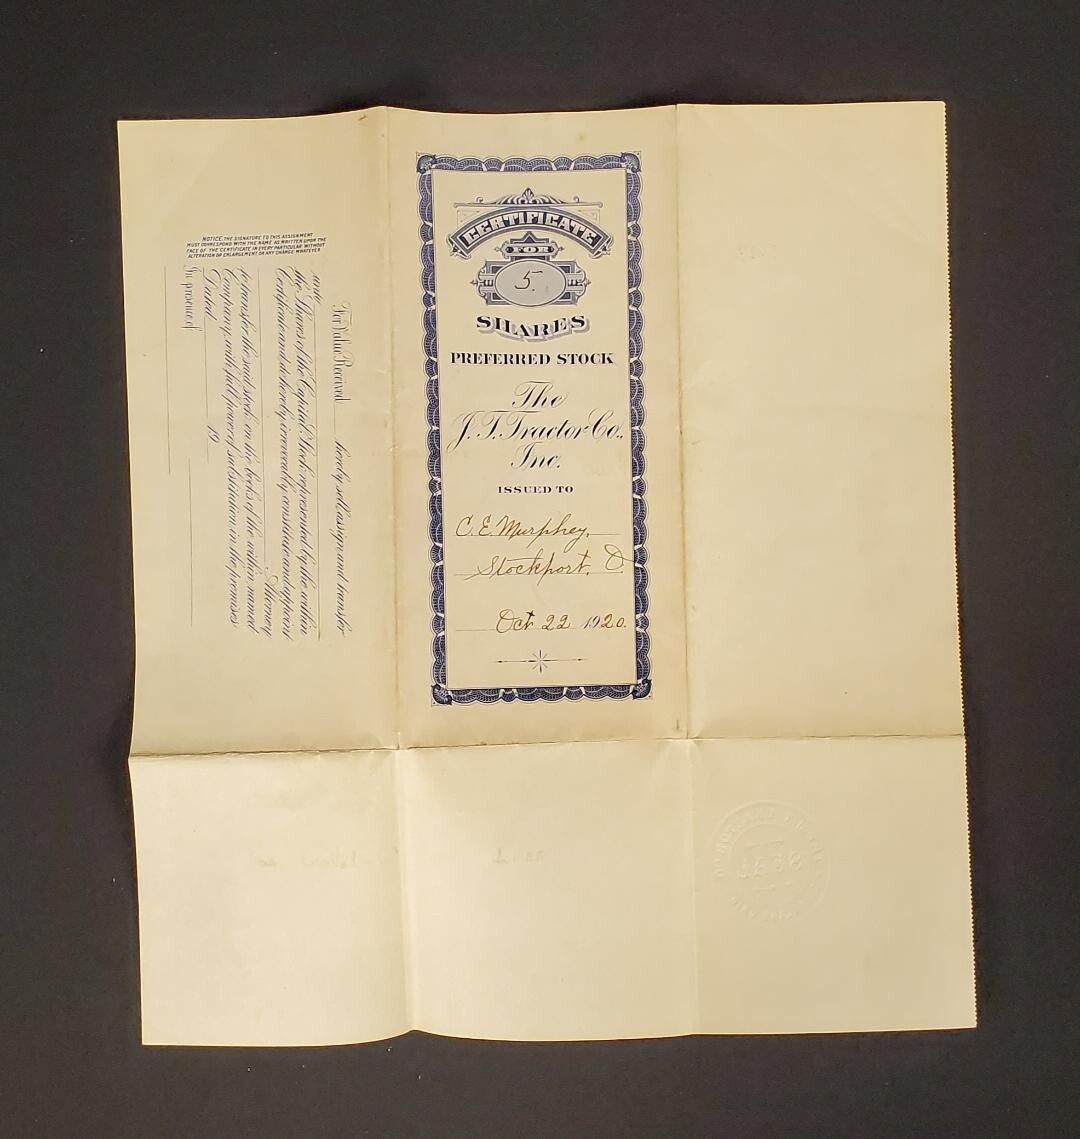 CERTIFICATE
FOR
5.
SHARES
PREFERRED STOCK
The
J.T. Tractor Co.,
Inc.
ISSUED TO
C. E. Murphey,
Stockport, O.
Oct 22 1920.
For Value Received hereby sell, assign and transfer
unto
the Shares of the Capital Stock represented by the within
Certificate and do hereby irrevocably constitute and appoint
Attorney
to transfer the said stock on the books of the within named
Company with full power of substitution in the premises
Dated 19
In presence of
NOTICE. THE SIGNATURE TO THIS ASSIGNMENT
MUST CORRESPOND WITH THE NAME AS WRITTEN UPON THE
FACE OF THE CERTIFICATE IN EVERY PARTICULAR WITHOUT
ALTERATION OR ENLARGEMENT OR ANY CHANGE WHATEVER